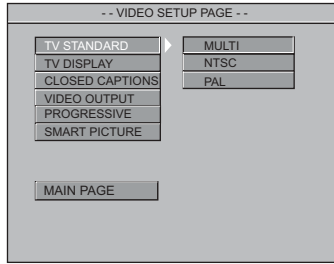 - - VIDEO SETUP PAGE - -
TV STANDARD
TV DISPLAY
CLOSED CAPTIONS
VIDEO OUTPUT
PROGRESSIVE
SMART PICTURE
MULTI
NTSC
PAL
MAIN PAGE